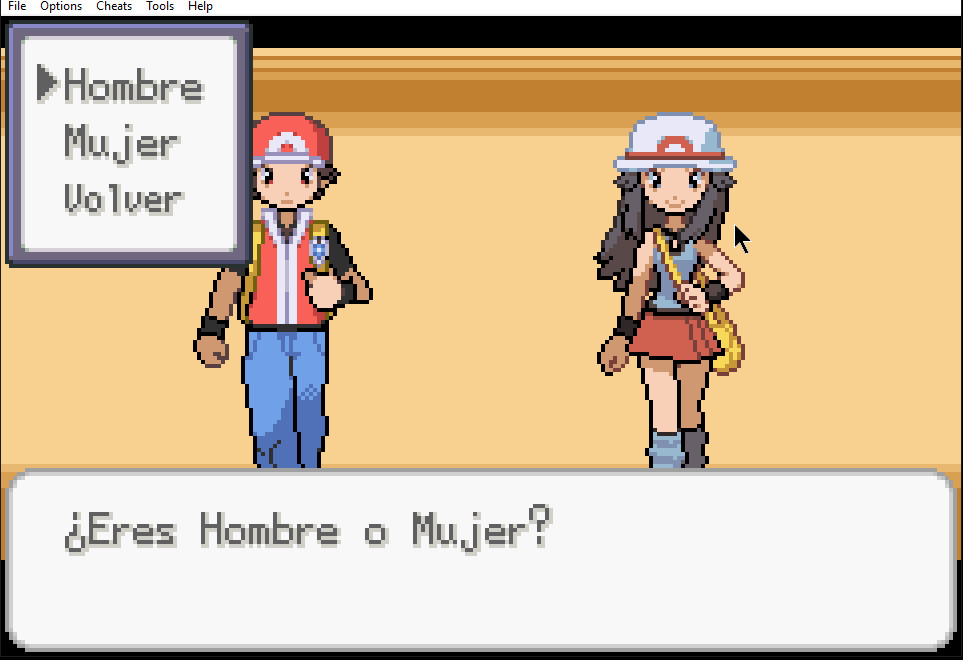 File Options Cheats Tools Help
Hombre
Mujer
Volver
¿Eres Hombre o Mujer?